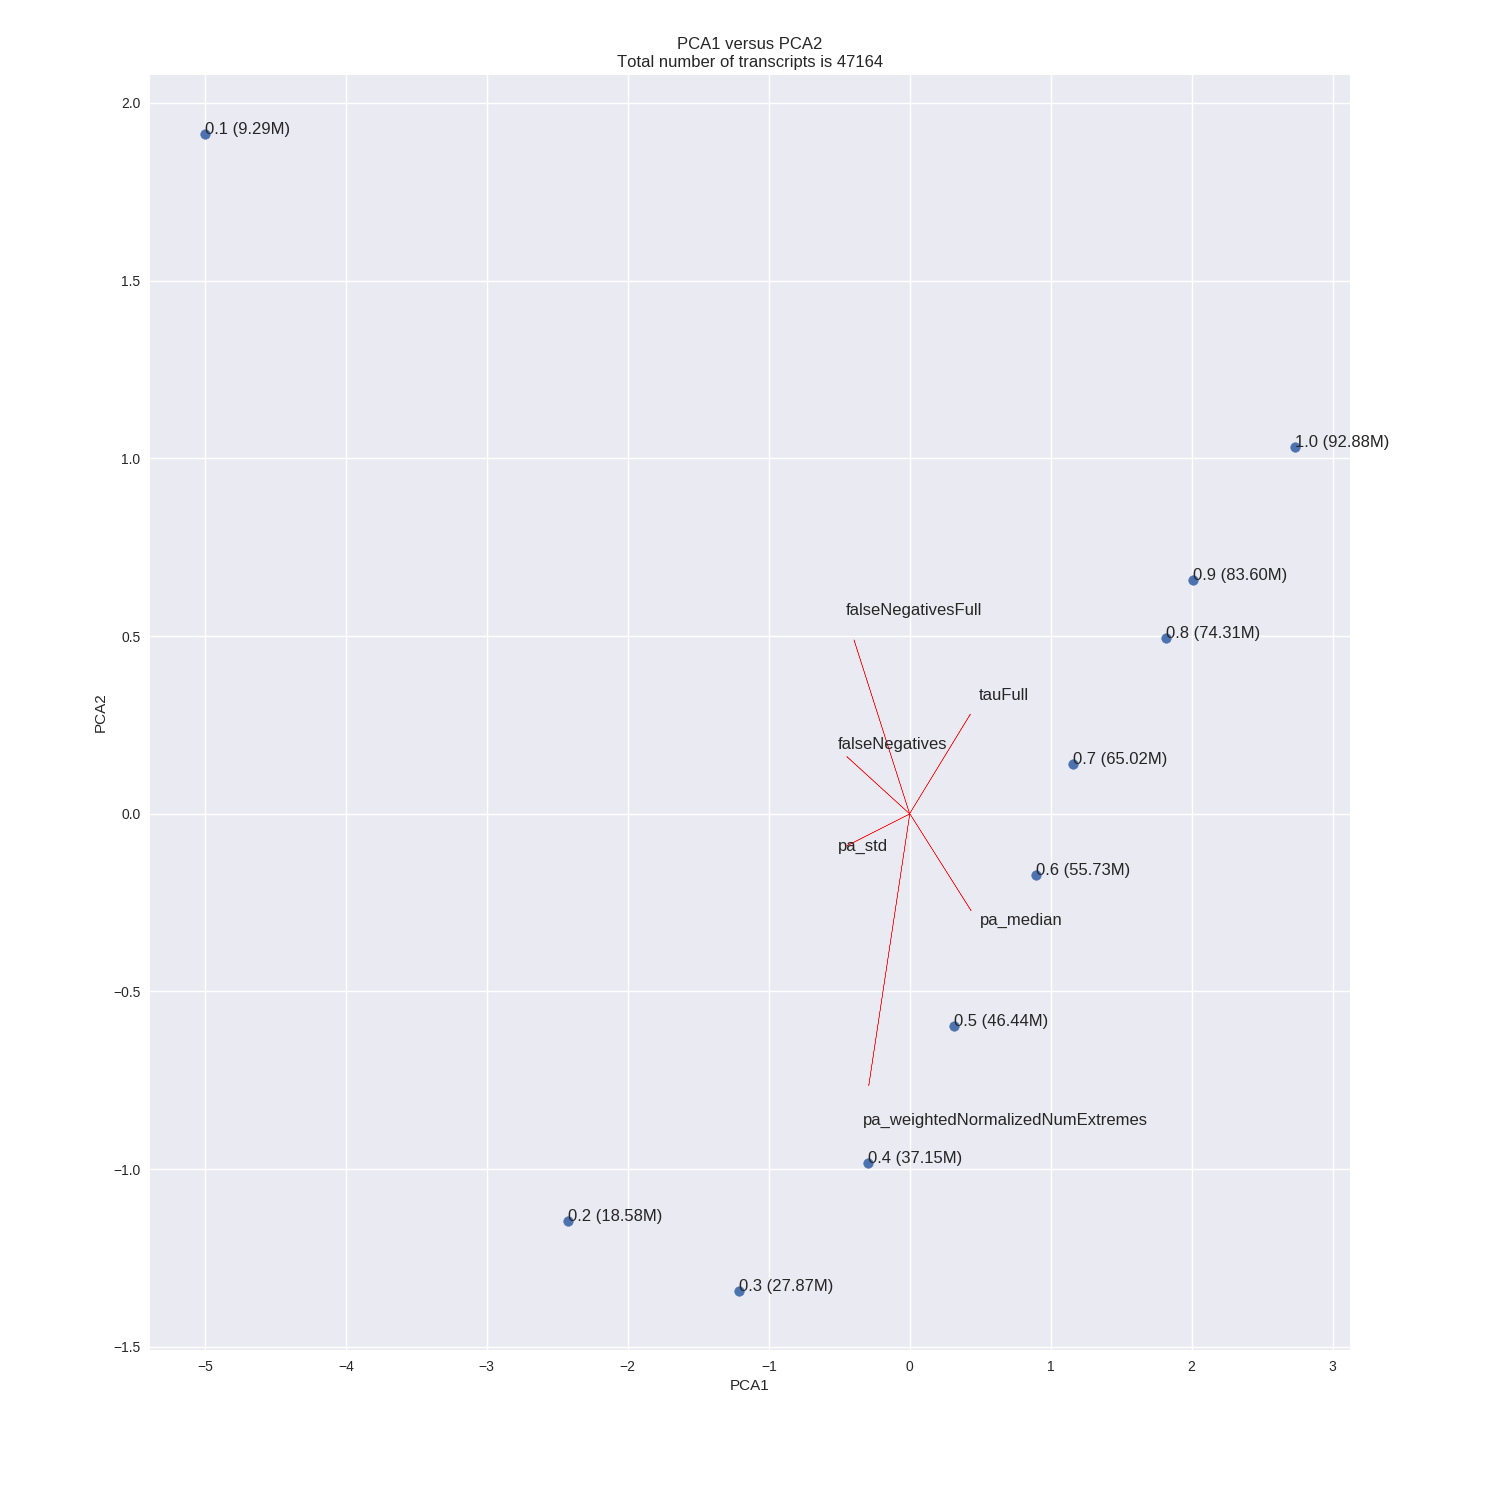 PCA1 versus PCA2
Total number of transcripts is 47164
2.0
0.1 (9.29M)
1.5
1.0
1.0 (92.88M)
0.9 (83.60M)
falseNegativesFull
0.5
0.8 (74.31M)
tauFull
PCA2
falseNegatives
0.7 (65.02M)
0.0
pa_std
0.6 (55.73M)
pa_median
−0.5
0.5 (46.44M)
pa_weightedNormalizedNumExtremes
0.4 (37.15M)
−1.0
0.2 (18.58M)
0.3 (27.87M)
−1.5
−5 −4 −3 −2 −1 0 1 2 3
PCA1